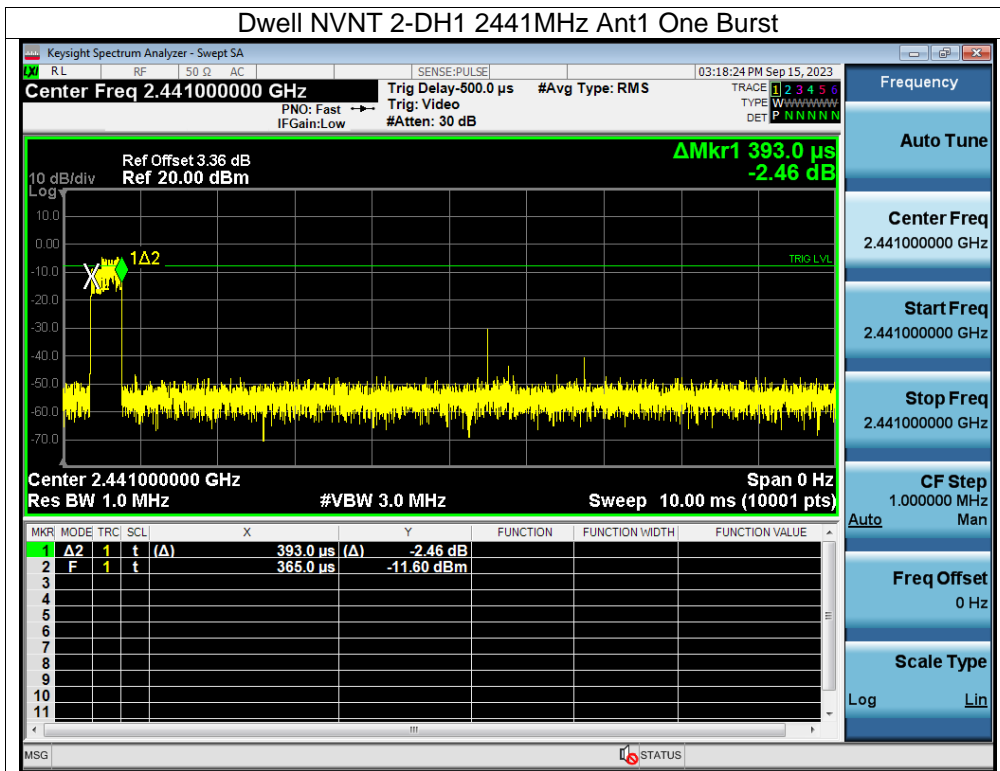 Dwell NVNT 2-DH1 2441MHz Ant1 One Burst
Keysight Spectrum Analyzer - Swept SA
LXI RL RF 50 Ω AC SENSE:PULSE 03:18:24 PM Sep 15, 2023
Center Freq 2.441000000 GHz
PNO: Fast
IFGain:Low
Trig Delay-500.0 µs
Trig: Video
#Atten: 30 dB
#Avg Type: RMS
TRACE 1 2 3 4 5 6
TYPE WWWWWW
DET P N N N N N
ΔMkr1 393.0 µs
-2.46 dB
Ref Offset 3.36 dB
10 dB/div Ref 20.00 dBm
Log
10.0
0.00
-10.0
-20.0
-30.0
-40.0
-50.0
-60.0
-70.0
X
1Δ2
TRIG LVL
Center 2.441000000 GHz Span 0 Hz
Res BW 1.0 MHz #VBW 3.0 MHz Sweep 10.00 ms (10001 pts)
MKR MODE TRC SCL X Y FUNCTION FUNCTION WIDTH FUNCTION VALUE
1 Δ2 1 t (Δ) 393.0 µs (Δ) -2.46 dB
2 F 1 t 365.0 µs -11.60 dBm
3
4
5
6
7
8
9
10
11
MSG STATUS
Frequency
Auto Tune
Center Freq
2.441000000 GHz
Start Freq
2.441000000 GHz
Stop Freq
2.441000000 GHz
CF Step
1.000000 MHz
Auto Man
Freq Offset
0 Hz
Scale Type
Log Lin